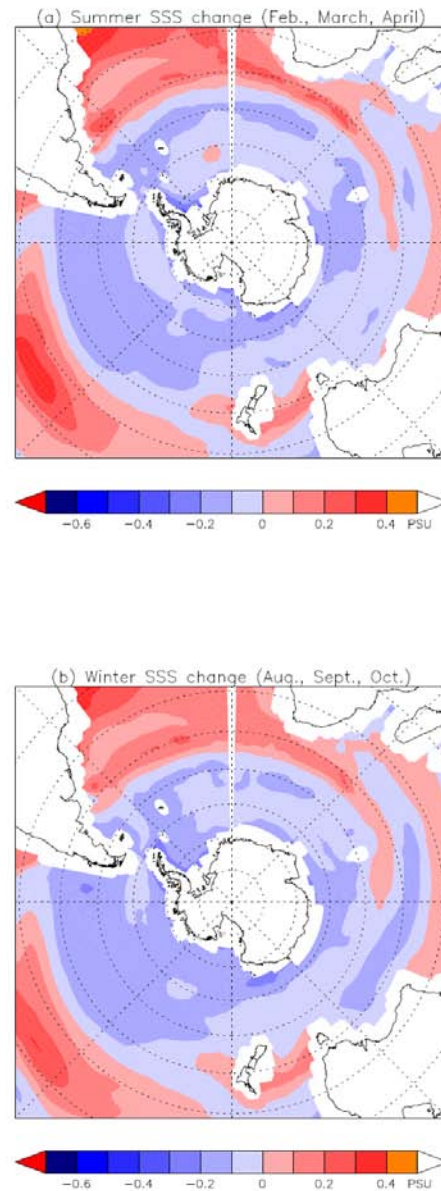 (a) Summer SSS change (Feb., March, April)
−0.6 −0.4 −0.2 0 0.2 0.4 PSU
(b) Winter SSS change (Aug., Sept., Oct.)
−0.6 −0.4 −0.2 0 0.2 0.4 PSU